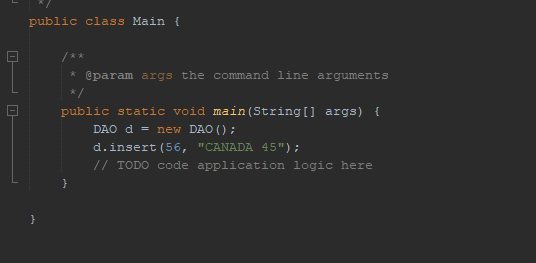 */
public class Main {
/**
* @param args the command line arguments
*/
public static void main(String[] args) {
DAO d = new DAO();
d.insert(56, "CANADA 45");
// TODO code application logic here
}
}